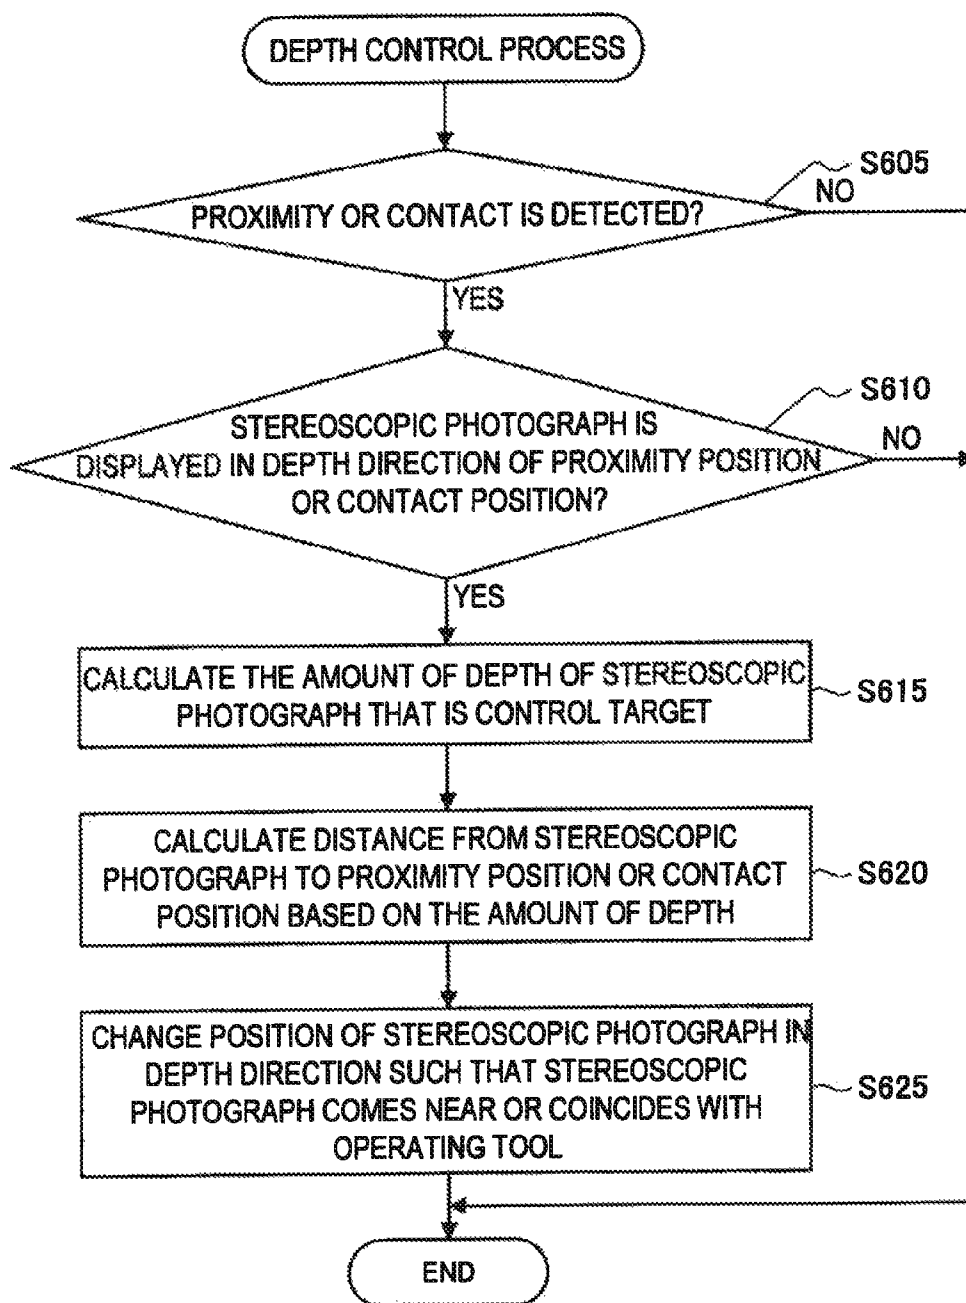 DEPTH CONTROL PROCESS
S605
NO
PROXIMITY OR CONTACT IS DETECTED?
YES
S610
NO
STEREOSCOPIC PHOTOGRAPH IS
DISPLAYED IN DEPTH DIRECTION OF PROXIMITY POSITION
OR CONTACT POSITION?
YES
CALCULATE THE AMOUNT OF DEPTH OF STEREOSCOPIC
PHOTOGRAPH THAT IS CONTROL TARGET
S615
CALCULATE DISTANCE FROM STEREOSCOPIC
PHOTOGRAPH TO PROXIMITY POSITION OR CONTACT
POSITION BASED ON THE AMOUNT OF DEPTH
S620
CHANGE POSITION OF STEREOSCOPIC PHOTOGRAPH IN
DEPTH DIRECTION SUCH THAT STEREOSCOPIC
PHOTOGRAPH COMES NEAR OR COINCIDES WITH
OPERATING TOOL
S625
END